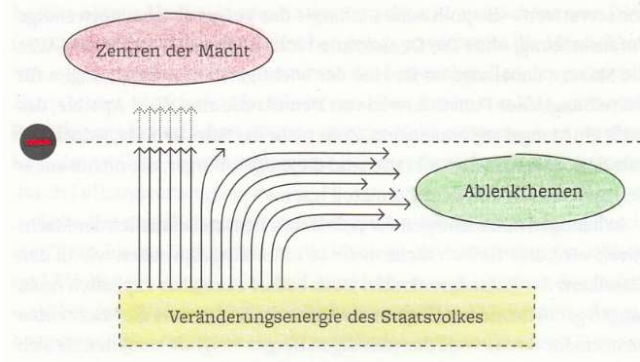 Zentren der Macht
Ablenkthemen
Veränderungsenergie des Staatsvolkes